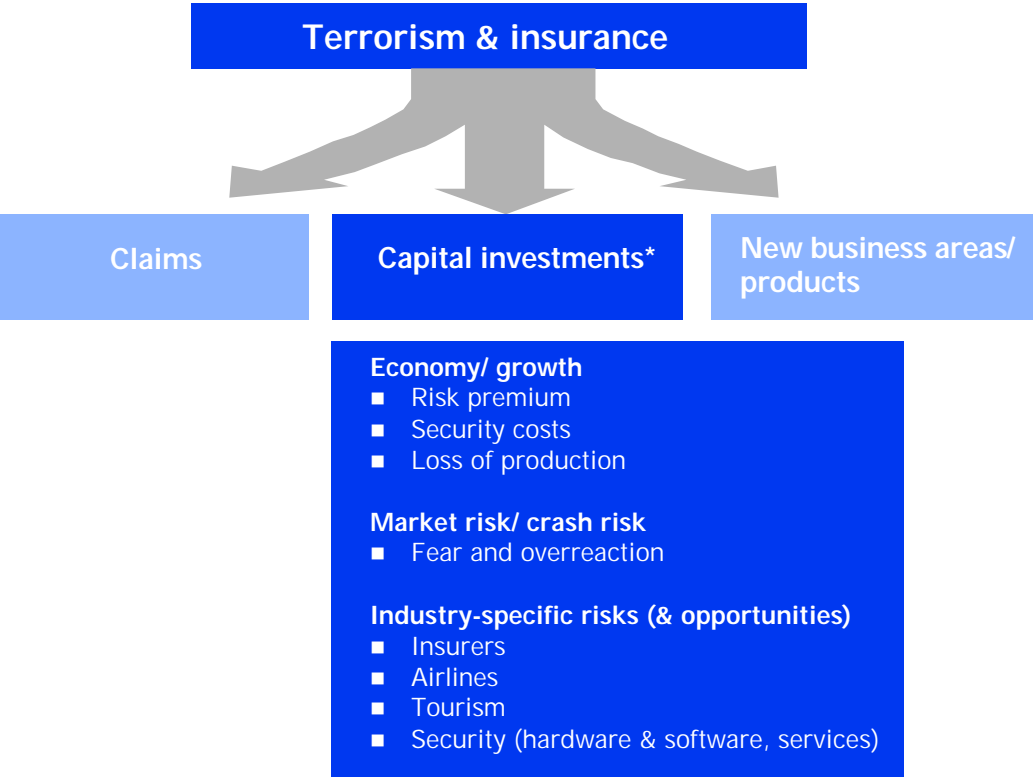 Terrorism & insurance
Claims
Capital investments*
New business areas/
products
Economy/ growth
■ Risk premium
■ Security costs
■ Loss of production
Market risk/ crash risk
■ Fear and overreaction
Industry-specific risks (& opportunities)
■ Insurers
■ Airlines
■ Tourism
■ Security (hardware & software, services)